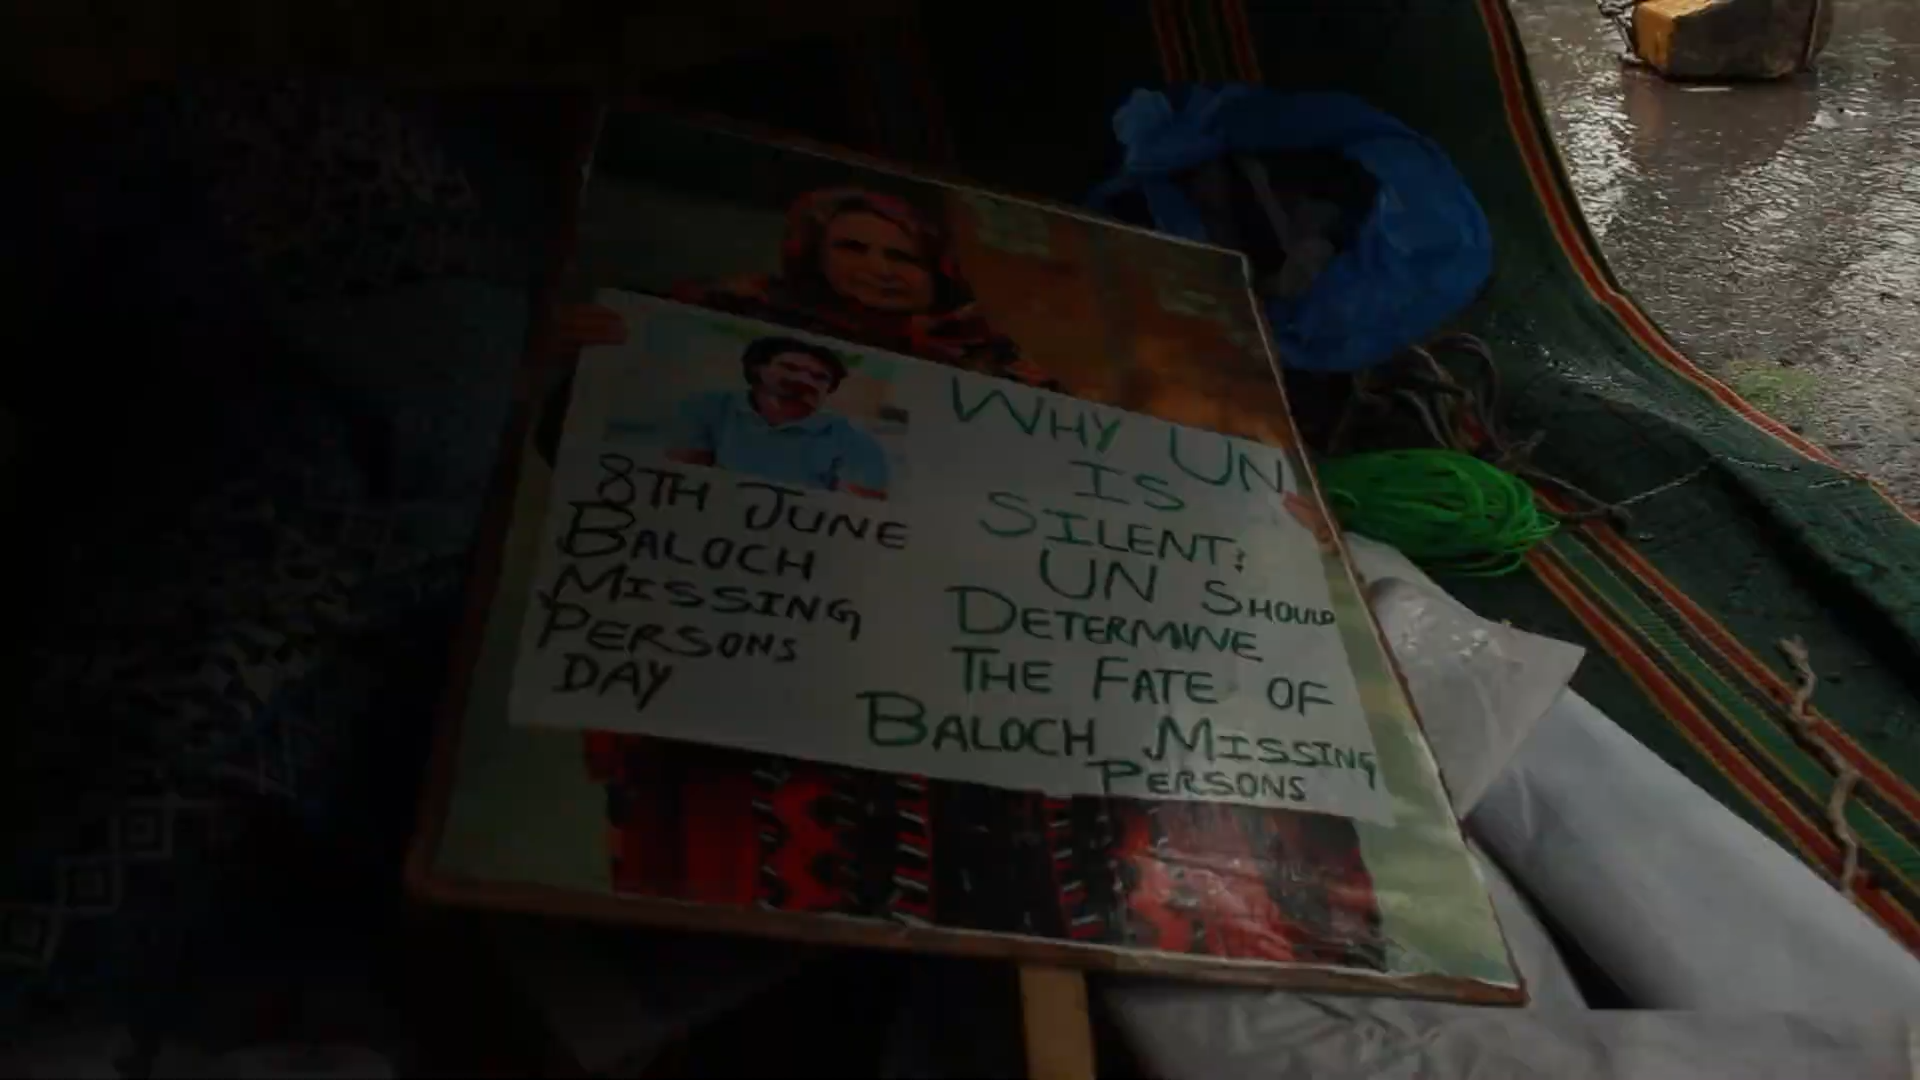 8TH JUNE
BALOCH
MISSING
PERSONS
DAY
WHY UN
IS
SILENT?
UN SHOULD
DETERMINE
THE FATE OF
BALOCH MISSING
PERSONS